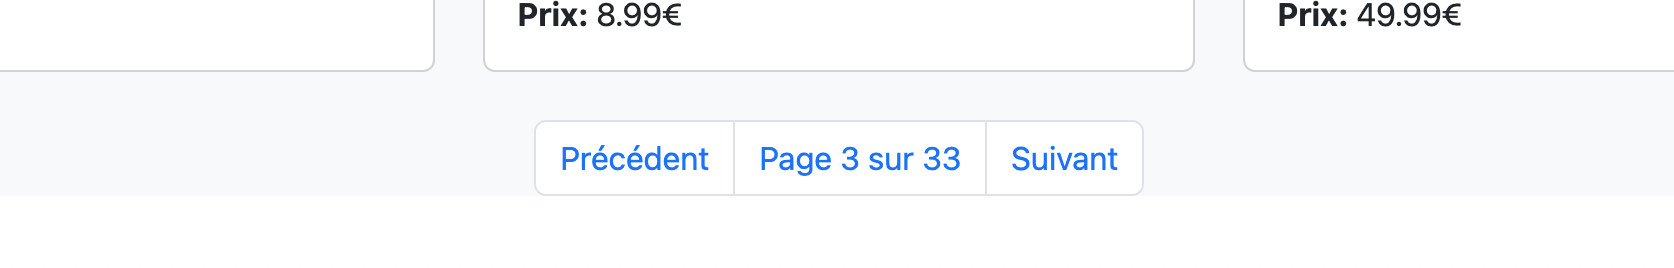 Prix: 8.99€
Prix: 49.99€
Précédent
Page 3 sur 33
Suivant